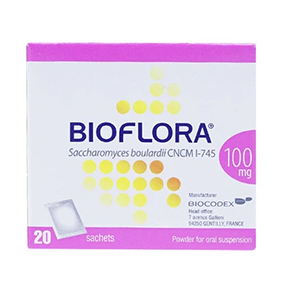 BIOFLORA®
Saccharomyces boulardii CNCM I-745
100
mg
Manufacturer
BIOCODEX
Head office:
7 avenue Gallieni
94250 GENTILLY, FRANCE
20 sachets
Powder for oral suspension